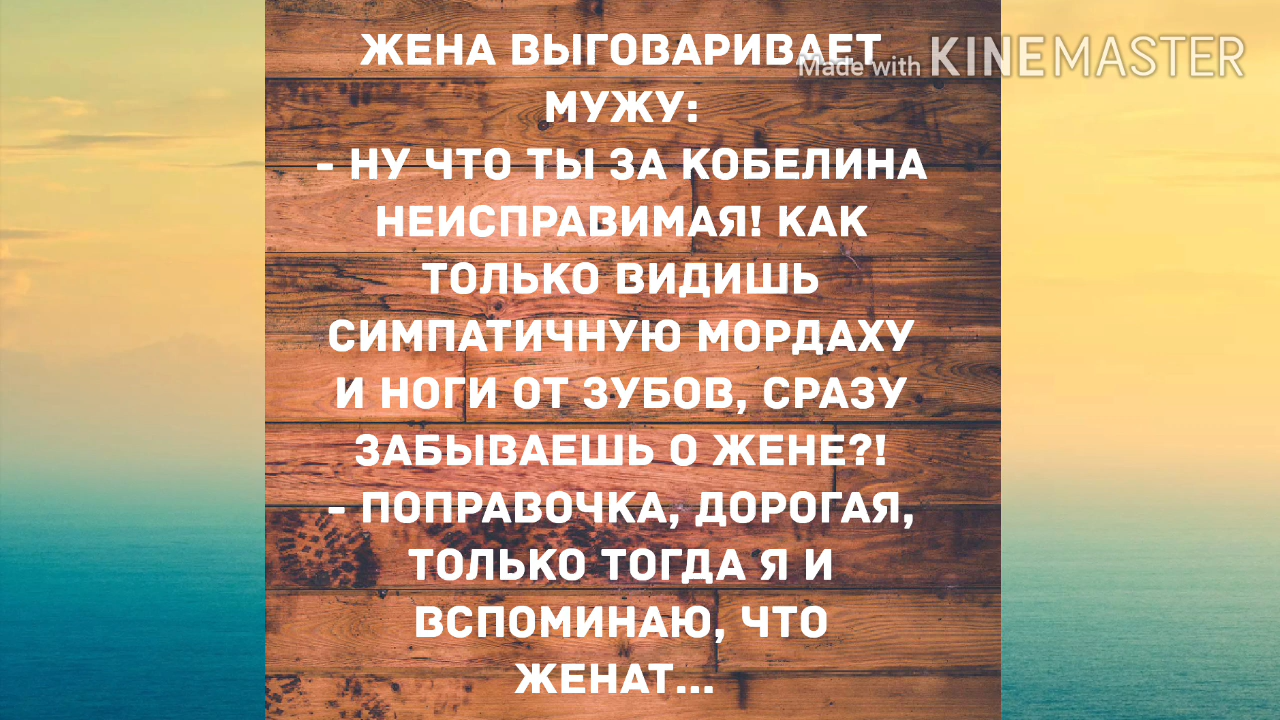 ЖЕНА ВЫГОВАРИВАЕТ
Made with KINEMASTER
МУЖУ:
- НУ ЧТО ТЫ ЗА КОБЕЛИНА
НЕИСПРАВИМАЯ! КАК
ТОЛЬКО ВИДИШЬ
СИМПАТИЧНУЮ МОРДАХУ
И НОГИ ОТ ЗУБОВ, СРАЗУ
ЗАБЫВАЕШЬ О ЖЕНЕ?!
- ПОПРАВОЧКА, ДОРОГАЯ,
ТОЛЬКО ТОГДА Я И
ВСПОМИНАЮ, ЧТО
ЖЕНАТ...